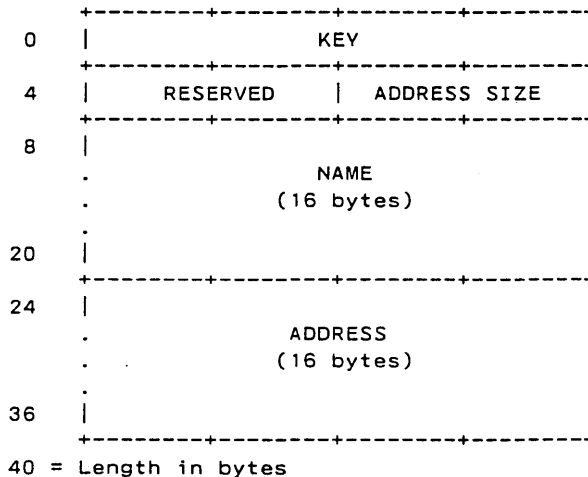 0 KEY
4 RESERVED ADDRESS SIZE
8
NAME
(16 bytes)
20
24
ADDRESS
(16 bytes)
36
40 = Length in bytes